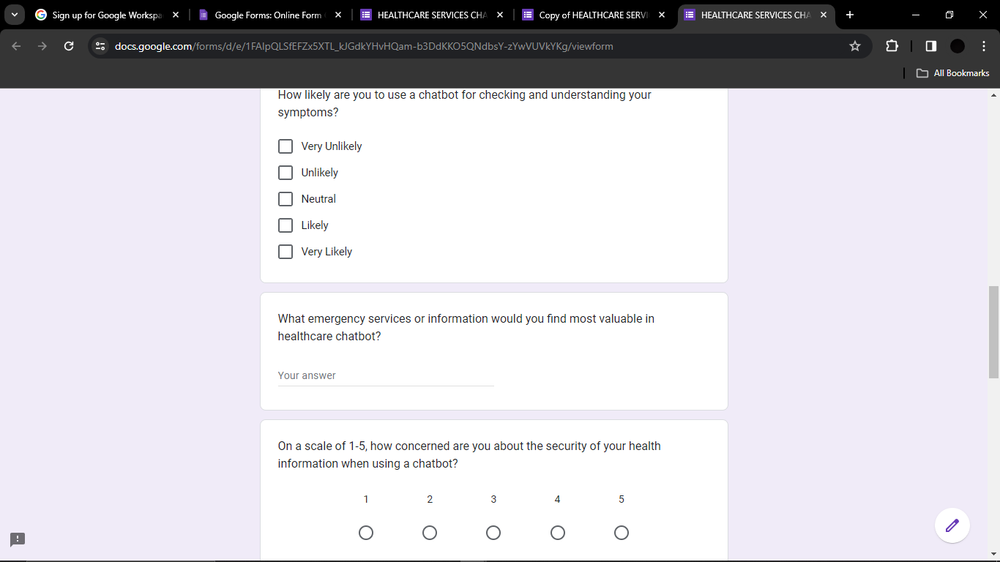 Sign up for Google Workspa
Google Forms: Online Form
HEALTHCARE SERVICES CHA
Copy of HEALTHCARE SERVI
HEALTHCARE SERVICES CHA
docs.google.com/forms/d/e/1FAIpQLSfEFZx5XTL_kJGdkYHvHQam-b3DdKKO5QNdbsY-zYwVUVkYKg/viewform
All Bookmarks
How likely are you to use a chatbot for checking and understanding your
symptoms?
Very Unlikely
Unlikely
Neutral
Likely
Very Likely
What emergency services or information would you find most valuable in
healthcare chatbot?
Your answer
On a scale of 1-5, how concerned are you about the security of your health
information when using a chatbot?
1 2 3 4 5